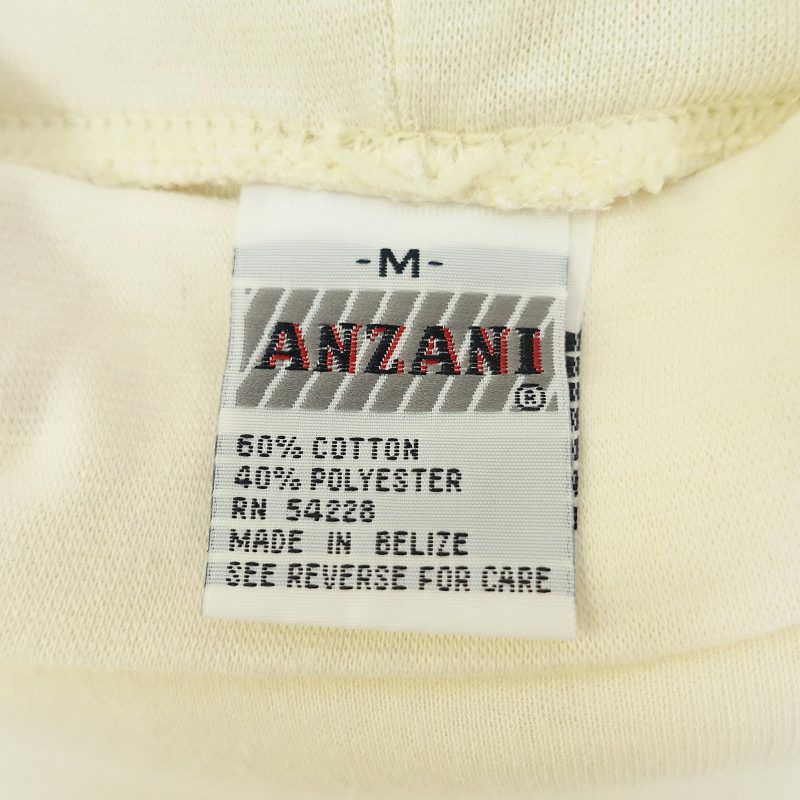 -M-
ANZANI
®
60% COTTON
40% POLYESTER
RN 54228
MADE IN BELIZE
SEE REVERSE FOR CARE